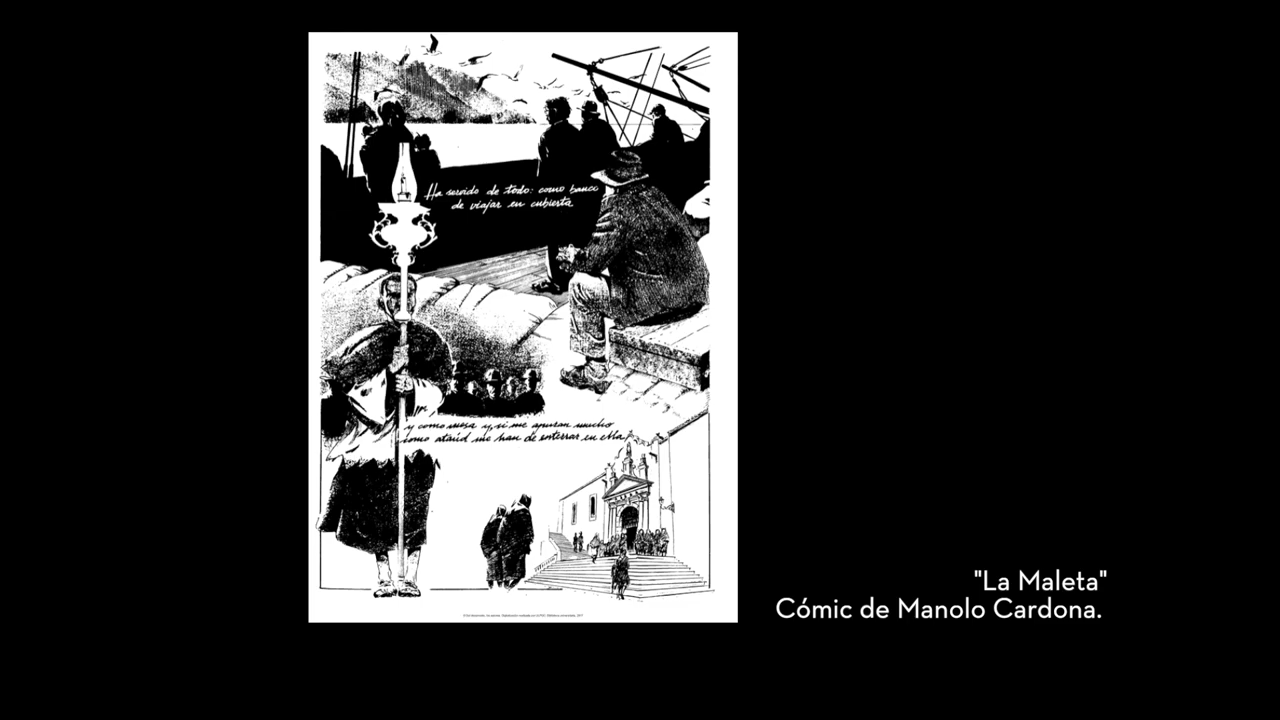 Ha servido de todo: como banco
de viajar en cubierta
y como mesa y, si me apuran mucho
como ataúd me han de enterrar en ella
"La Maleta"
Cómic de Manolo Cardona.